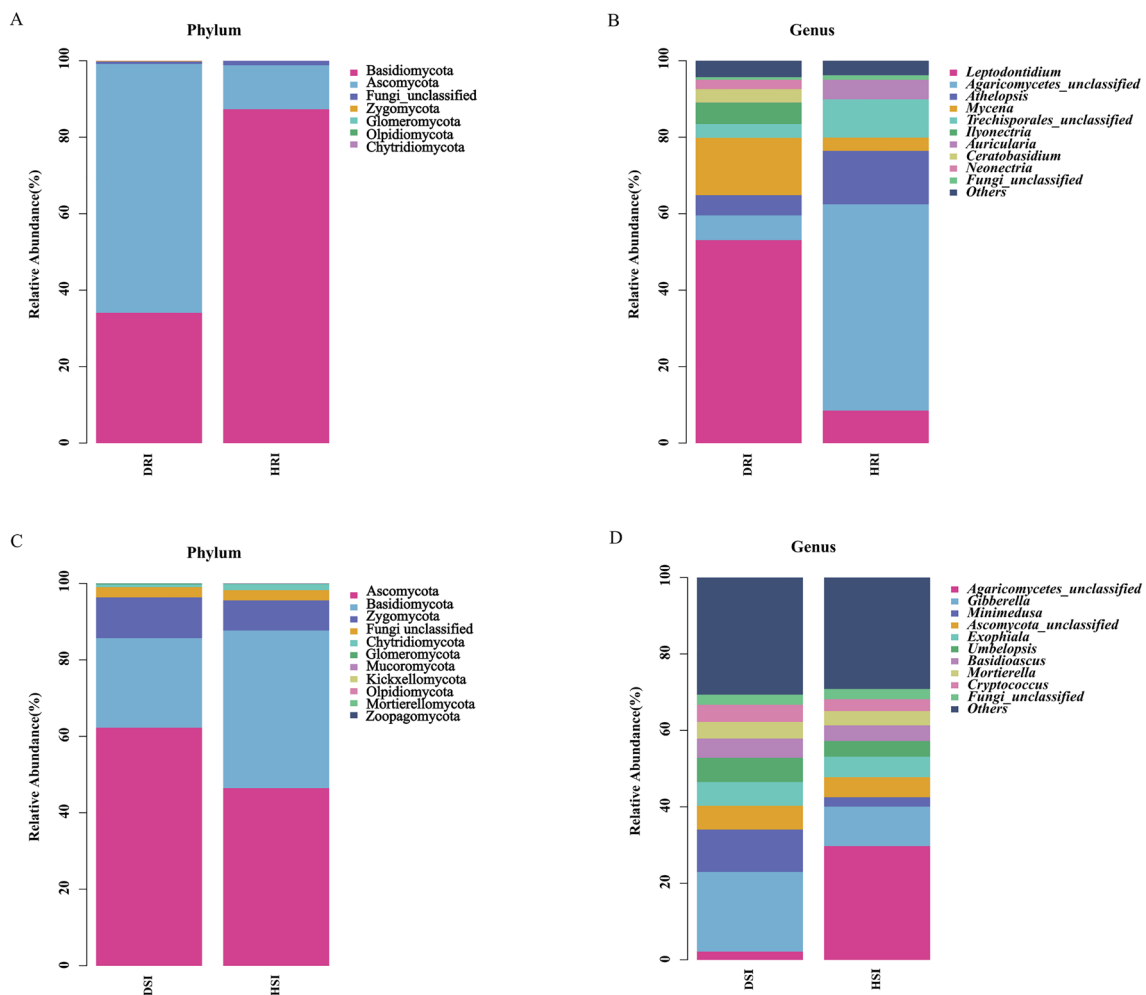 A
Phylum
Relative Abundance(%)
0
20
40
60
80
100
DRI
HRI
Basidiomycota
Ascomycota
Fungi_unclassified
Zygomycota
Glomeromycota
Olpidiomycota
Chytridiomycota
B
Genus
Relative Abundance(%)
0
20
40
60
80
100
DRI
HRI
Leptodontidium
Agaricomycetes_unclassified
Athelopsis
Mycena
Trechisporales_unclassified
Ilyonectria
Auricularia
Ceratobasidium
Neonectria
Fungi_unclassified
Others
C
Phylum
Relative Abundance(%)
0
20
40
60
80
100
DSI
HSI
Ascomycota
Basidiomycota
Zygomycota
Fungi unclassified
Chytridiomycota
Glomeromycota
Mucoromycota
Kickxellomycota
Olpidiomycota
Mortierellomycota
Zoopagomycota
D
Genus
Relative Abundance(%)
0
20
40
60
80
100
DSI
HSI
Agaricomycetes_unclassified
Gibberella
Minimedusa
Ascomycota_unclassified
Exophiala
Umbelopsis
Basidioascus
Mortierella
Cryptococcus
Fungi_unclassified
Others